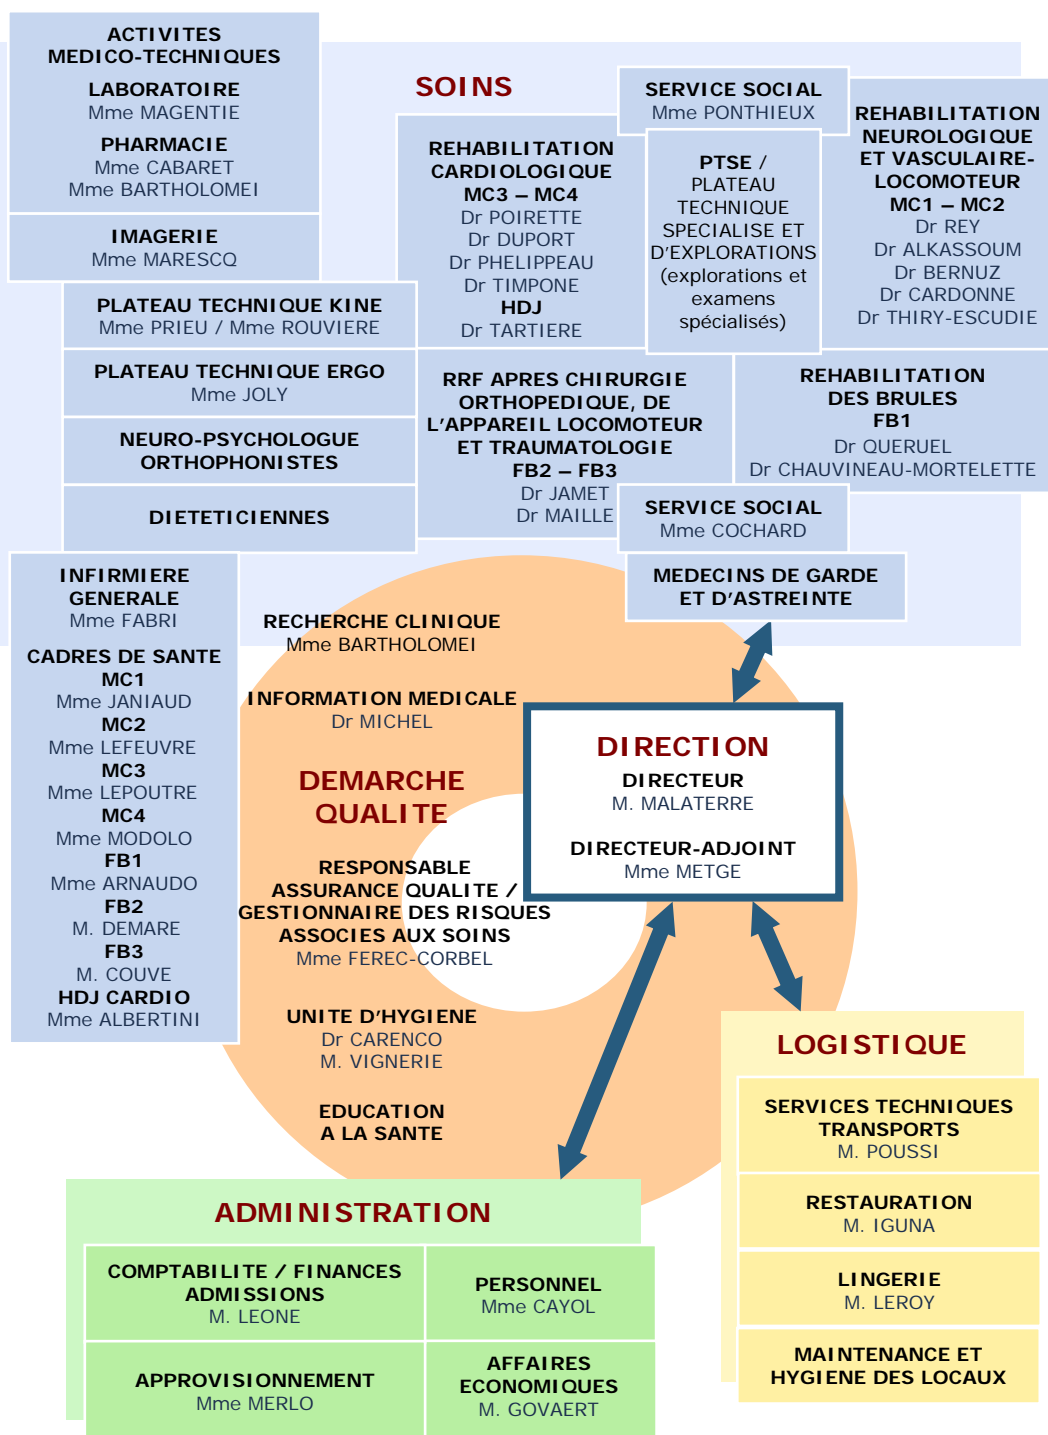 ACTIVITES
MEDICO-TECHNIQUES
LABORATOIRE
Mme MAGENTIE
PHARMACIE
Mme CABARET
Mme BARTHOLOMEI
IMAGERIE
Mme MARESCQ
PLATEAU TECHNIQUE KINE
Mme PRIEU / Mme ROUVIERE
PLATEAU TECHNIQUE ERGO
Mme JOLY
NEURO-PSYCHOLOGUE
ORTHOPHONISTES
DIETETICIENNES
SOINS
REHABILITATION
CARDIOLOGIQUE
MC3 – MC4
Dr POIRETTE
Dr DUPORT
Dr PHELIPPEAU
Dr TIMPONE
HDJ
Dr TARTIERE
SERVICE SOCIAL
Mme PONTHIEUX
PTSE /
PLATEAU
TECHNIQUE
SPECIALISE ET
D'EXPLORATIONS
(explorations et
examens
spécialisés)
REHABILITATION
NEUROLOGIQUE
ET VASCULAIRE-
LOCOMOTEUR
MC1 – MC2
Dr REY
Dr ALKASSOUM
Dr BERNUZ
Dr CARDONNE
Dr THIRY-ESCUDIE
RRF APRES CHIRURGIE
ORTHOPEDIQUE, DE
L'APPAREIL LOCOMOTEUR
ET TRAUMATOLOGIE
FB2 – FB3
Dr JAMET
Dr MAILLE
REHABILITATION
DES BRULES
FB1
Dr QUERUEL
Dr CHAUVINEAU-MORTELETTE
SERVICE SOCIAL
Mme COCHARD
MEDECINS DE GARDE
ET D'ASTREINTE
INFIRMIERE
GENERALE
Mme FABRI
CADRES DE SANTE
MC1
Mme JANIAUD
MC2
Mme LEFEUVRE
MC3
Mme LEPOUTRE
MC4
Mme MODOLO
FB1
Mme ARNAUDO
FB2
M. DEMARE
FB3
M. COUVE
HDJ CARDIO
Mme ALBERTINI
RECHERCHE CLINIQUE
Mme BARTHOLOMEI
INFORMATION MEDICALE
Dr MICHEL
DEMARCHE
QUALITE
RESPONSABLE
ASSURANCE QUALITE /
GESTIONNAIRE DES RISQUES
ASSOCIES AUX SOINS
Mme FEREC-CORBEL
UNITE D'HYGIENE
Dr CARENCO
M. VIGNERIE
EDUCATION
A LA SANTE
DIRECTION
DIRECTEUR
M. MALATERRE
DIRECTEUR-ADJOINT
Mme METGE
LOGISTIQUE
SERVICES TECHNIQUES
TRANSPORTS
M. POUSSI
RESTAURATION
M. IGUNA
LINGERIE
M. LEROY
MAINTENANCE ET
HYGIENE DES LOCAUX
ADMINISTRATION
COMPTABILITE / FINANCES
ADMISSIONS
M. LEONE
PERSONNEL
Mme CAYOL
APPROVISIONNEMENT
Mme MERLO
AFFAIRES
ECONOMIQUES
M. GOVAERT